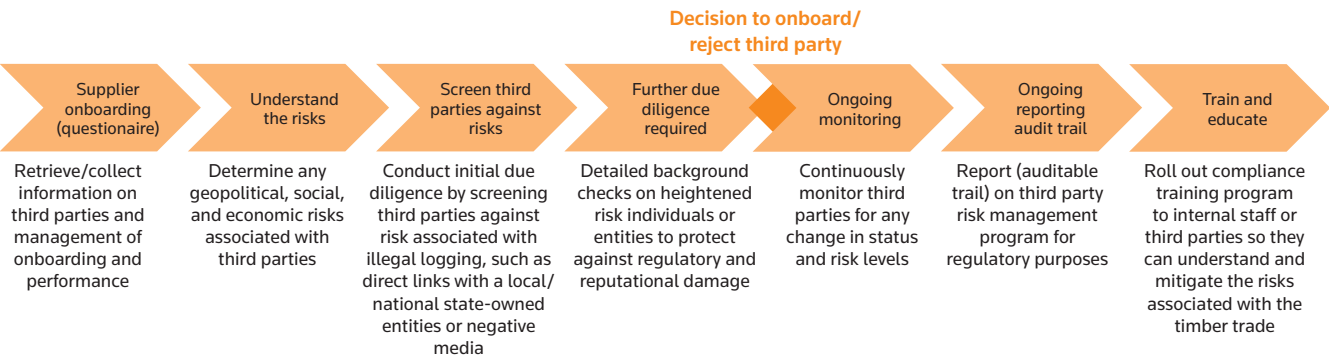 Decision to onboard/
reject third party
Supplier
onboarding
(questionaire)
Understand
the risks
Screen third
parties against
risks
Further due
diligence
required
Ongoing
monitoring
Ongoing
reporting
audit trail
Train and
educate
Retrieve/collect
information on
third parties and
management of
onboarding and
performance
Determine any
geopolitical, social,
and economic risks
associated with
third parties
Conduct initial due
diligence by screening
third parties against
risk associated with
illegal logging, such as
direct links with a local/
national state-owned
entities or negative
media
Detailed background
checks on heightened
risk individuals or
entities to protect
against regulatory and
reputational damage
Continuously
monitor third
parties for any
change in status
and risk levels
Report (auditable
trail) on third party
risk management
program for
regulatory purposes
Roll out compliance
training program
to internal staff or
third parties so they
can understand and
mitigate the risks
associated with the
timber trade